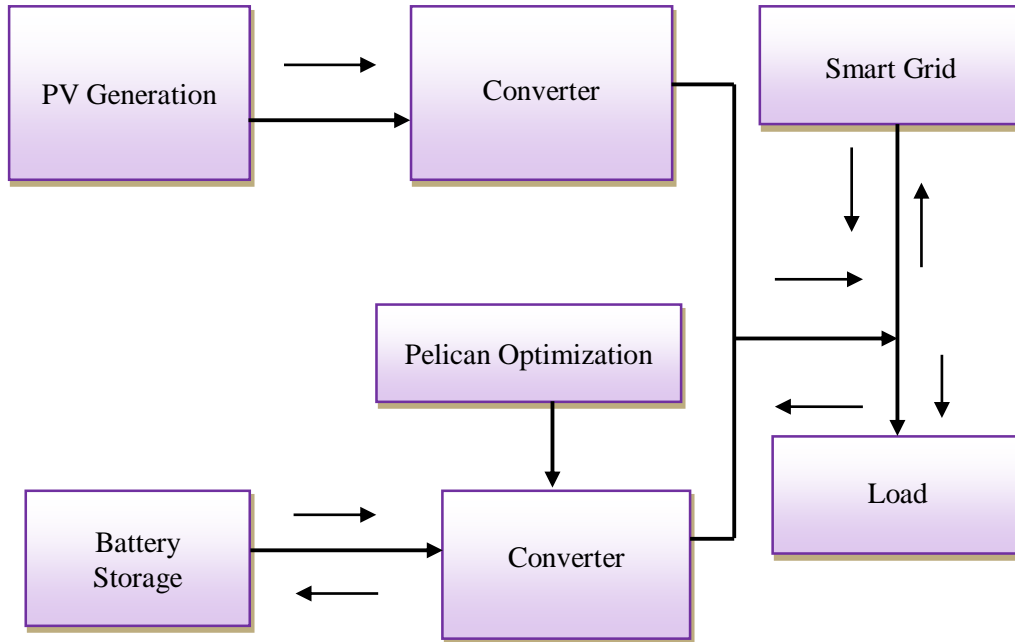 PV Generation
Converter
Smart Grid
Pelican Optimization
Battery
Storage
Converter
Load